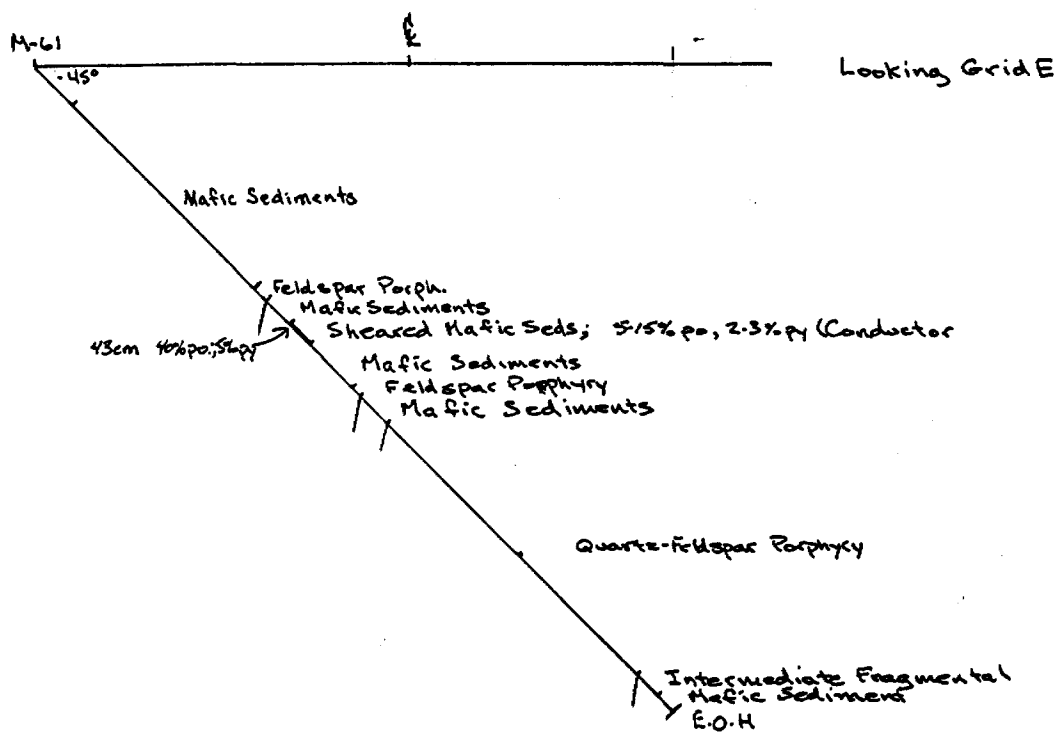 M-61
℄
-45°
Looking Grid E
Mafic Sediments
Feldspar Porph.
Mafic Sediments
Sheared Mafic Seds; 5-15% po, 2-3% py (Conductor
43cm 40% po; 5% py
Mafic Sediments
Feldspar Porphyry
Mafic Sediments
Quartz-Feldspar Porphyry
Intermediate Fragmental
Mafic Sediment
E.O.H